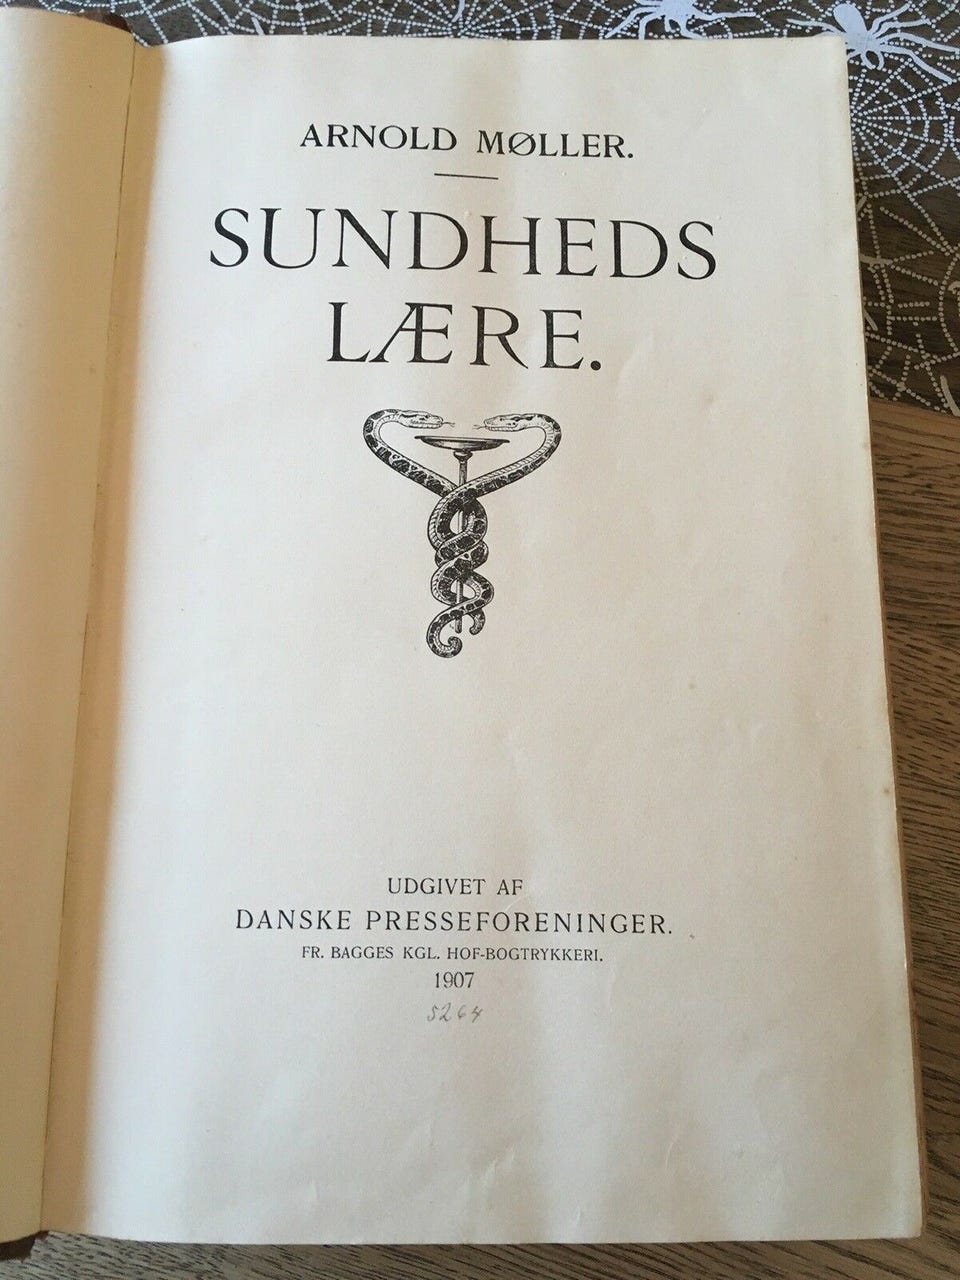 ARNOLD MØLLER.
SUNDHEDS
LÆRE.
UDGIVET AF
DANSKE PRESSEFORENINGER.
FR. BAGGES KGL. HOF-BOGTRYKKERI.
1907
5264